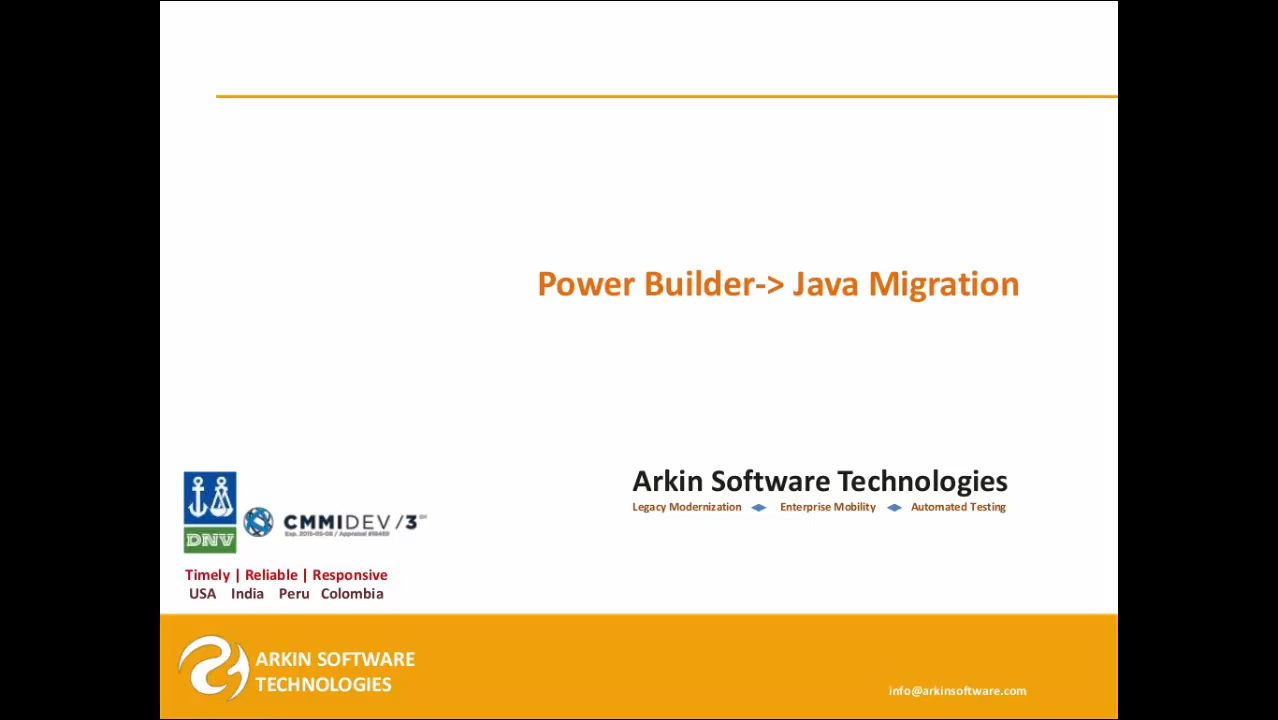 Power Builder-> Java Migration
Arkin Software Technologies
Legacy Modernization Enterprise Mobility Automated Testing
DNV
CMMIDEV/3
Timely | Reliable | Responsive
USA India Peru Colombia
ARKIN SOFTWARE
TECHNOLOGIES
info@arkinsoftware.com